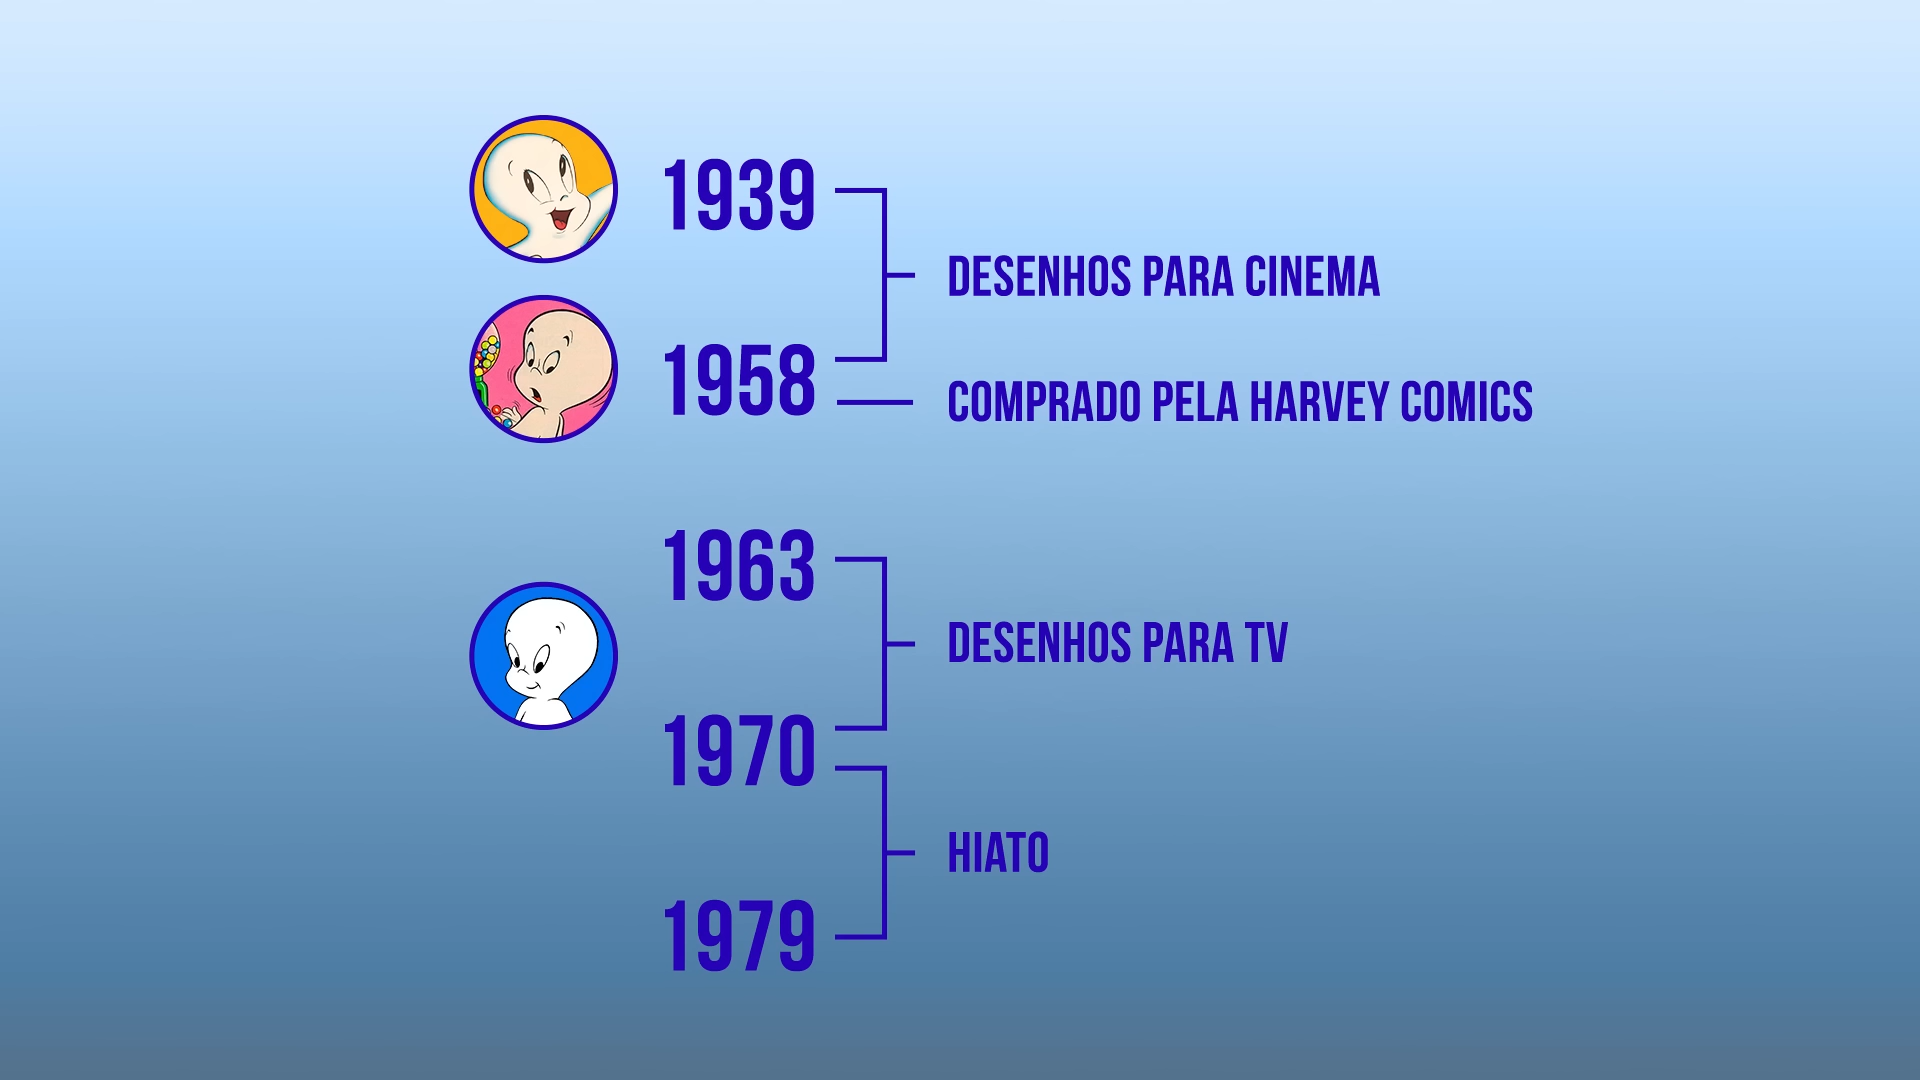 1939
DESENHOS PARA CINEMA
1958
COMPRADO PELA HARVEY COMICS
1963
DESENHOS PARA TV
1970
HIATO
1979